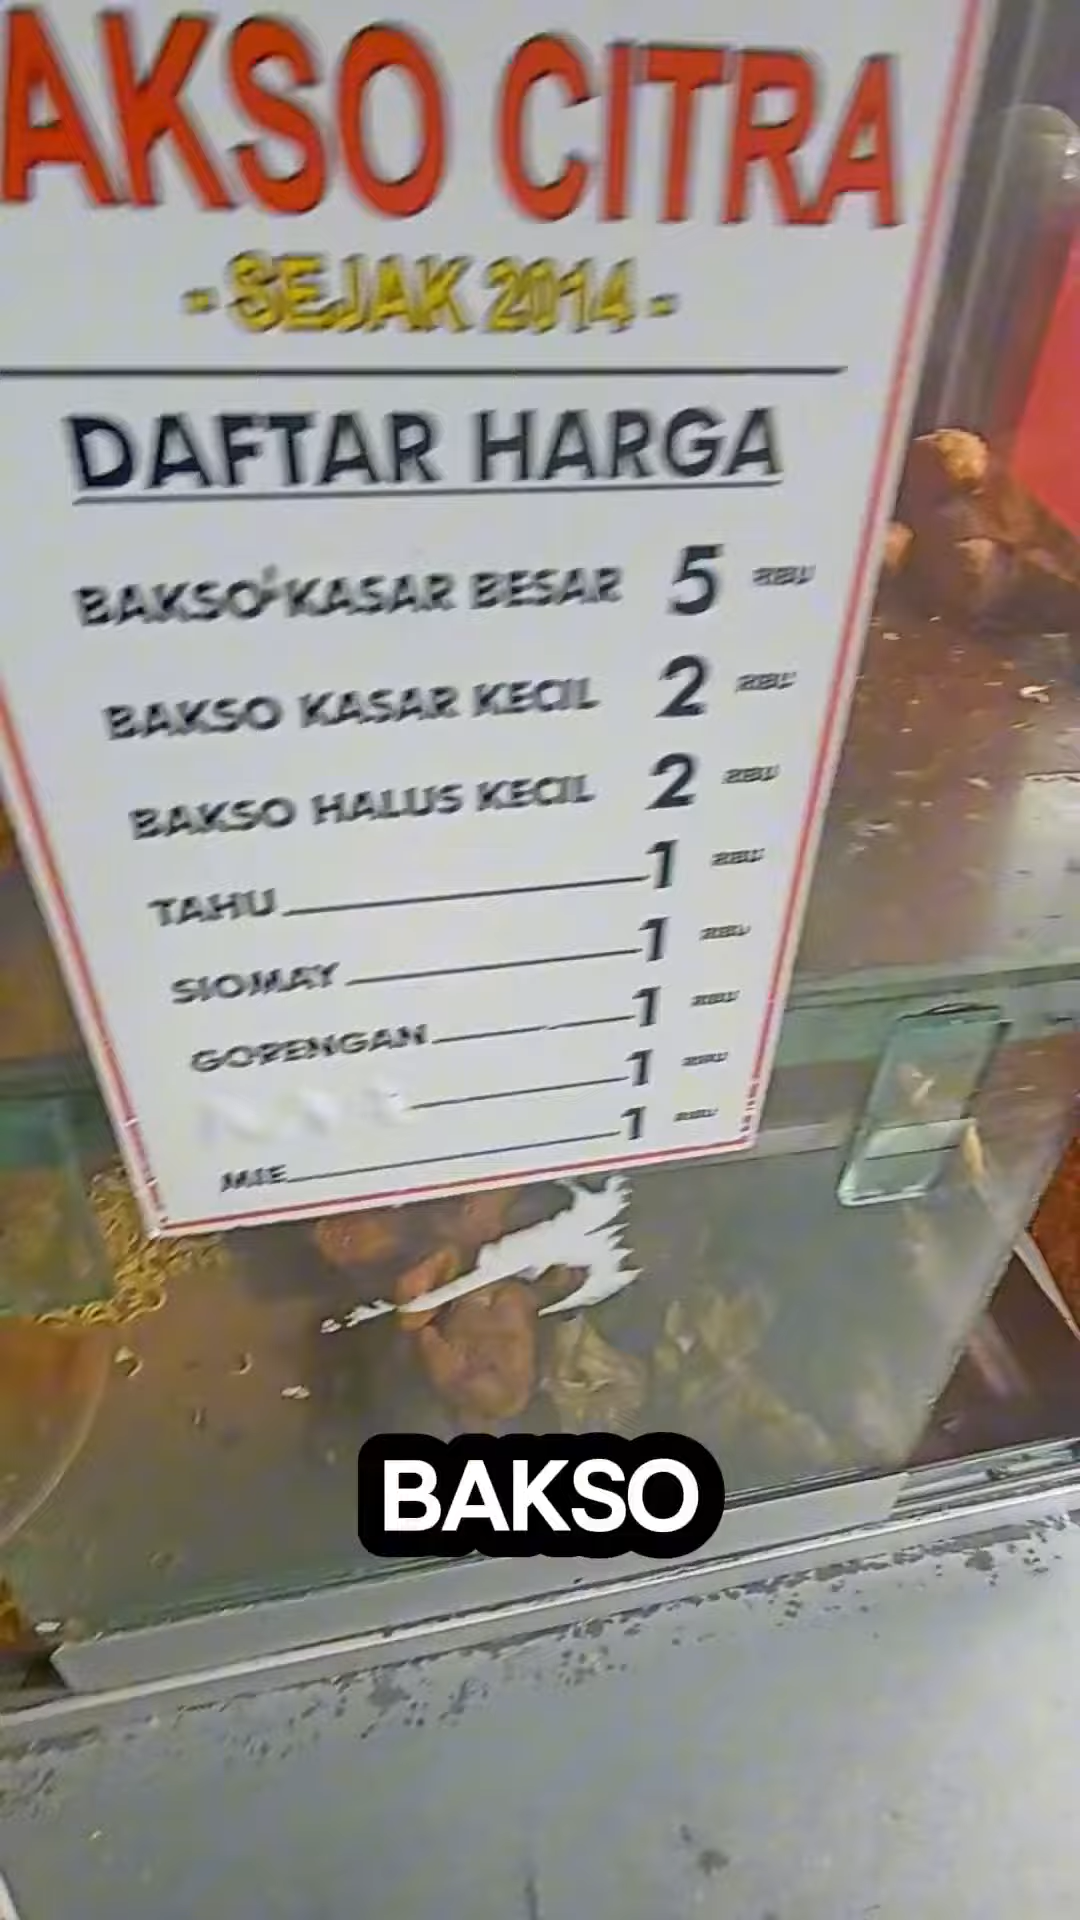 AKSO CITRA
- SEJAK 2014 -
DAFTAR HARGA
BAKSO KASAR BESAR 5 RBU
BAKSO KASAR KECIL 2 RBU
BAKSO HALUS KECIL 2 RBU
TAHU 1 RBU
SIOMAY 1 RBU
GORENGAN 1 RBU
1 RBU
MIE 1 RBU
BAKSO